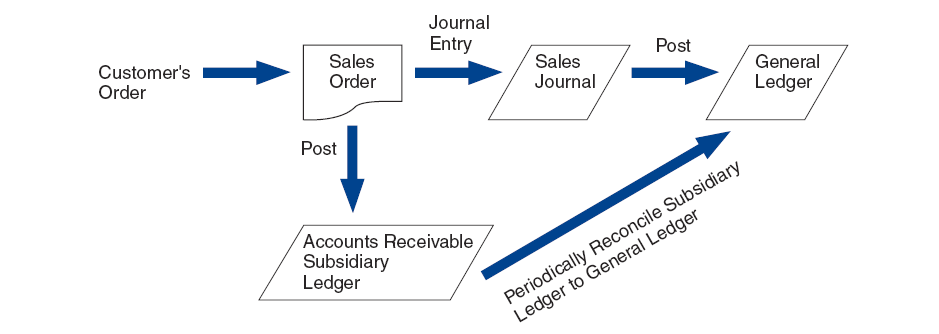 Journal
Entry
Customer's
Order
Sales
Order
Sales
Journal
Post
General
Ledger
Post
Accounts Receivable
Subsidiary
Ledger
Periodically Reconcile Subsidiary
Ledger to General Ledger